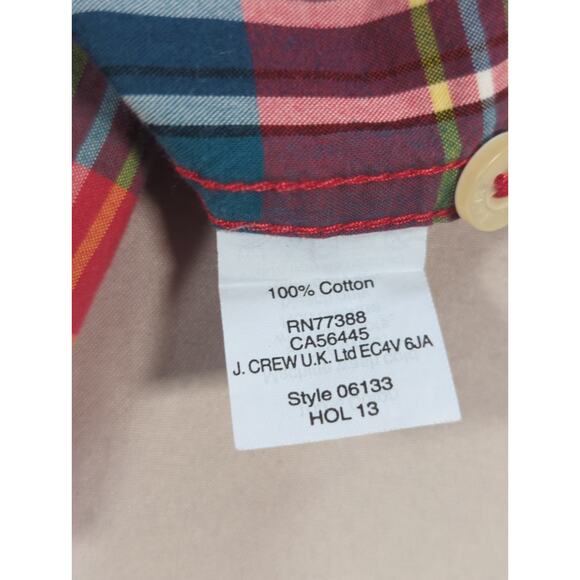 100% Cotton
RN77388
CA56445
J. CREW U.K. Ltd EC4V 6JA
Style 06133
HOL 13